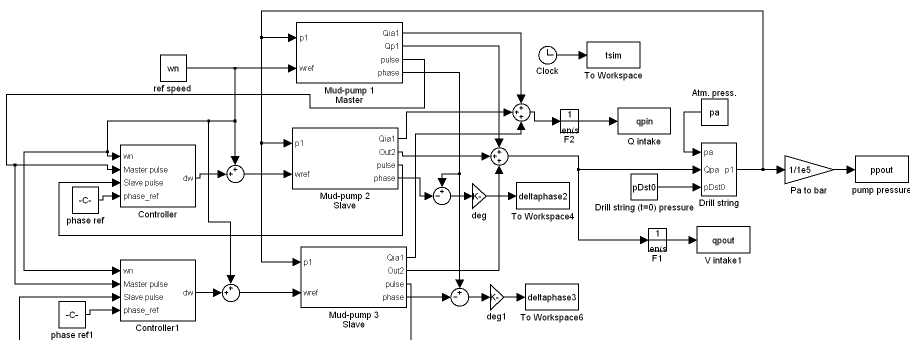 p1
wref
Qia1
Qp1
pulse
phase
Mud-pump 1
Master
wn
ref speed
Clock
tsim
To Workspace
Atm. press.
pa
1
F2
qpin
Q intake
wn
Master pulse
Slave pulse
phase_ref
dw
Controller
-C-
phase ref
p1
wref
Qia1
Out2
pulse
phase
Mud-pump 2
Slave
K-
deg
deltaphase2
To Workspace4
pDst0
Drill string (t=0) pressure
pa
Qpa
p1
pDst0
Drill string
1/1e5
Pa to bar
ppout
pump pressure
1
F1
qpout
V intake1
wn
Master pulse
Slave pulse
phase_ref
dw
Controller1
-C-
phase ref1
p1
wref
Qia1
Out2
pulse
phase
Mud-pump 3
Slave
K-
deg1
deltaphase3
To Workspace6